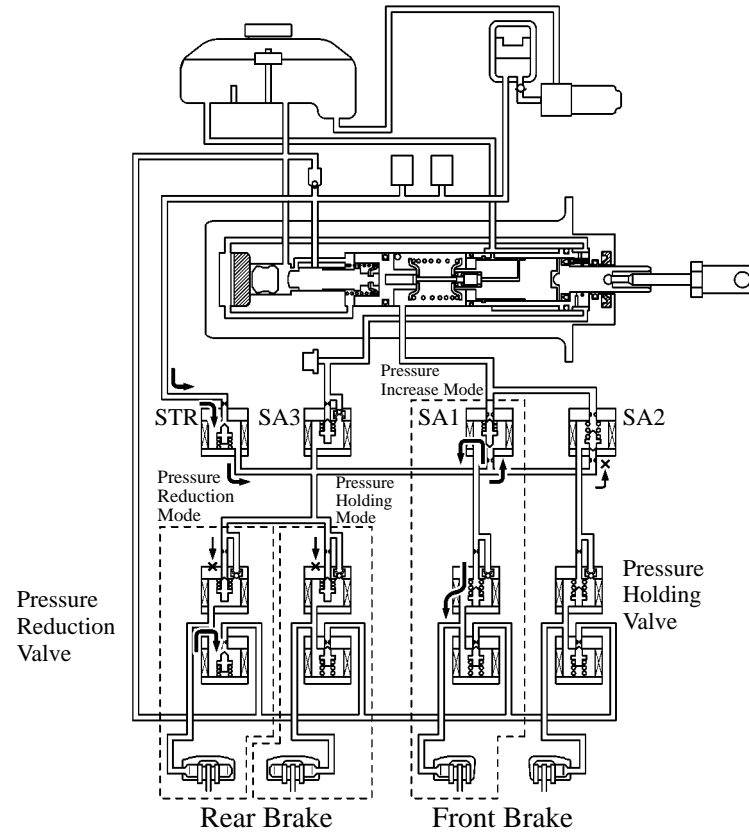 Pressure
Increase Mode
STR
SA3
SA1
SA2
Pressure
Reduction
Mode
Pressure
Holding
Mode
Pressure
Reduction
Valve
Pressure
Holding
Valve
Rear Brake
Front Brake